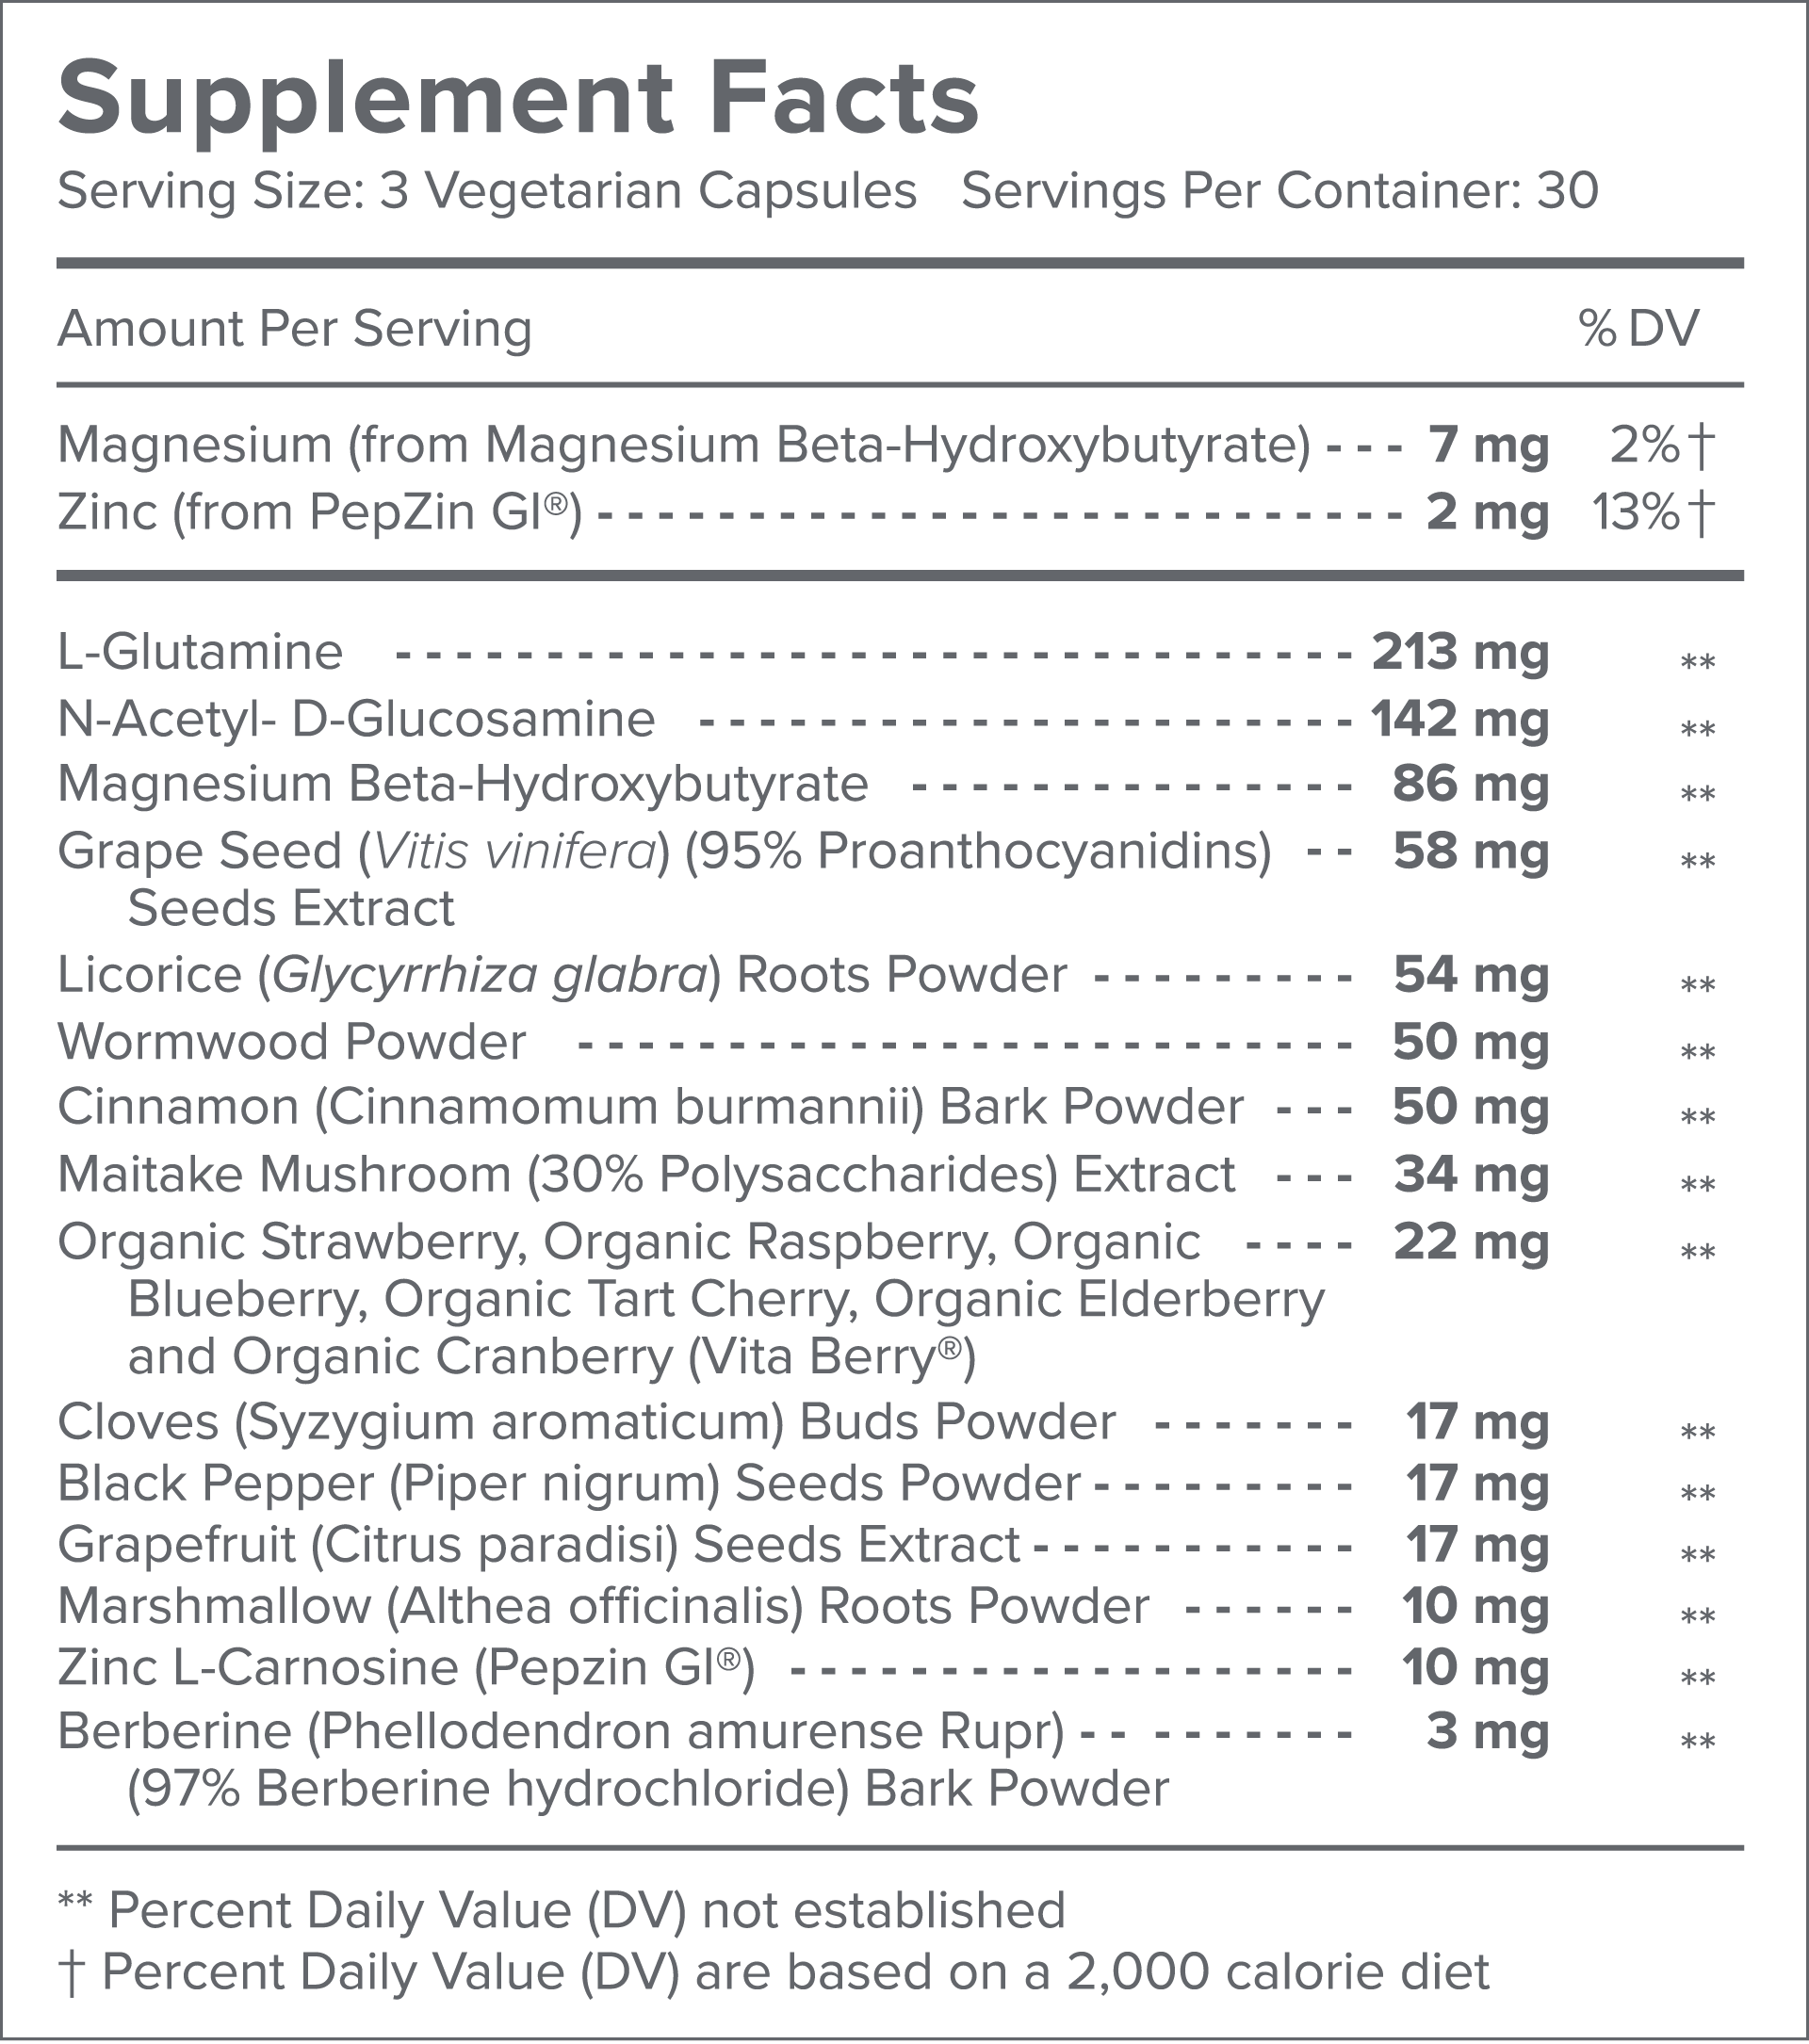 Supplement Facts
Serving Size: 3 Vegetarian Capsules Servings Per Container: 30
Amount Per Serving % DV
Magnesium (from Magnesium Beta-Hydroxybutyrate) --- 7 mg 2%†
Zinc (from PepZin GI®) --------------------------- 2 mg 13%†
L-Glutamine -------------------------------- 213 mg **
N-Acetyl- D-Glucosamine ---------------------- 142 mg **
Magnesium Beta-Hydroxybutyrate --------------- 86 mg **
Grape Seed (Vitis vinifera) (95% Proanthocyanidins) -- 58 mg **
Seeds Extract
Licorice (Glycyrrhiza glabra) Roots Powder --------- 54 mg **
Wormwood Powder -------------------------- 50 mg **
Cinnamon (Cinnamomum burmannii) Bark Powder --- 50 mg **
Maitake Mushroom (30% Polysaccharides) Extract --- 34 mg **
Organic Strawberry, Organic Raspberry, Organic ---- 22 mg **
Blueberry, Organic Tart Cherry, Organic Elderberry
and Organic Cranberry (Vita Berry®)
Cloves (Syzygium aromaticum) Buds Powder ------- 17 mg **
Black Pepper (Piper nigrum) Seeds Powder --------- 17 mg **
Grapefruit (Citrus paradisi) Seeds Extract ----------- 17 mg **
Marshmallow (Althea officinalis) Roots Powder ------ 10 mg **
Zinc L-Carnosine (Pepzin GI®) ------------------- 10 mg **
Berberine (Phellodendron amurense Rupr) -- ------- 3 mg **
(97% Berberine hydrochloride) Bark Powder
** Percent Daily Value (DV) not established
† Percent Daily Value (DV) are based on a 2,000 calorie diet